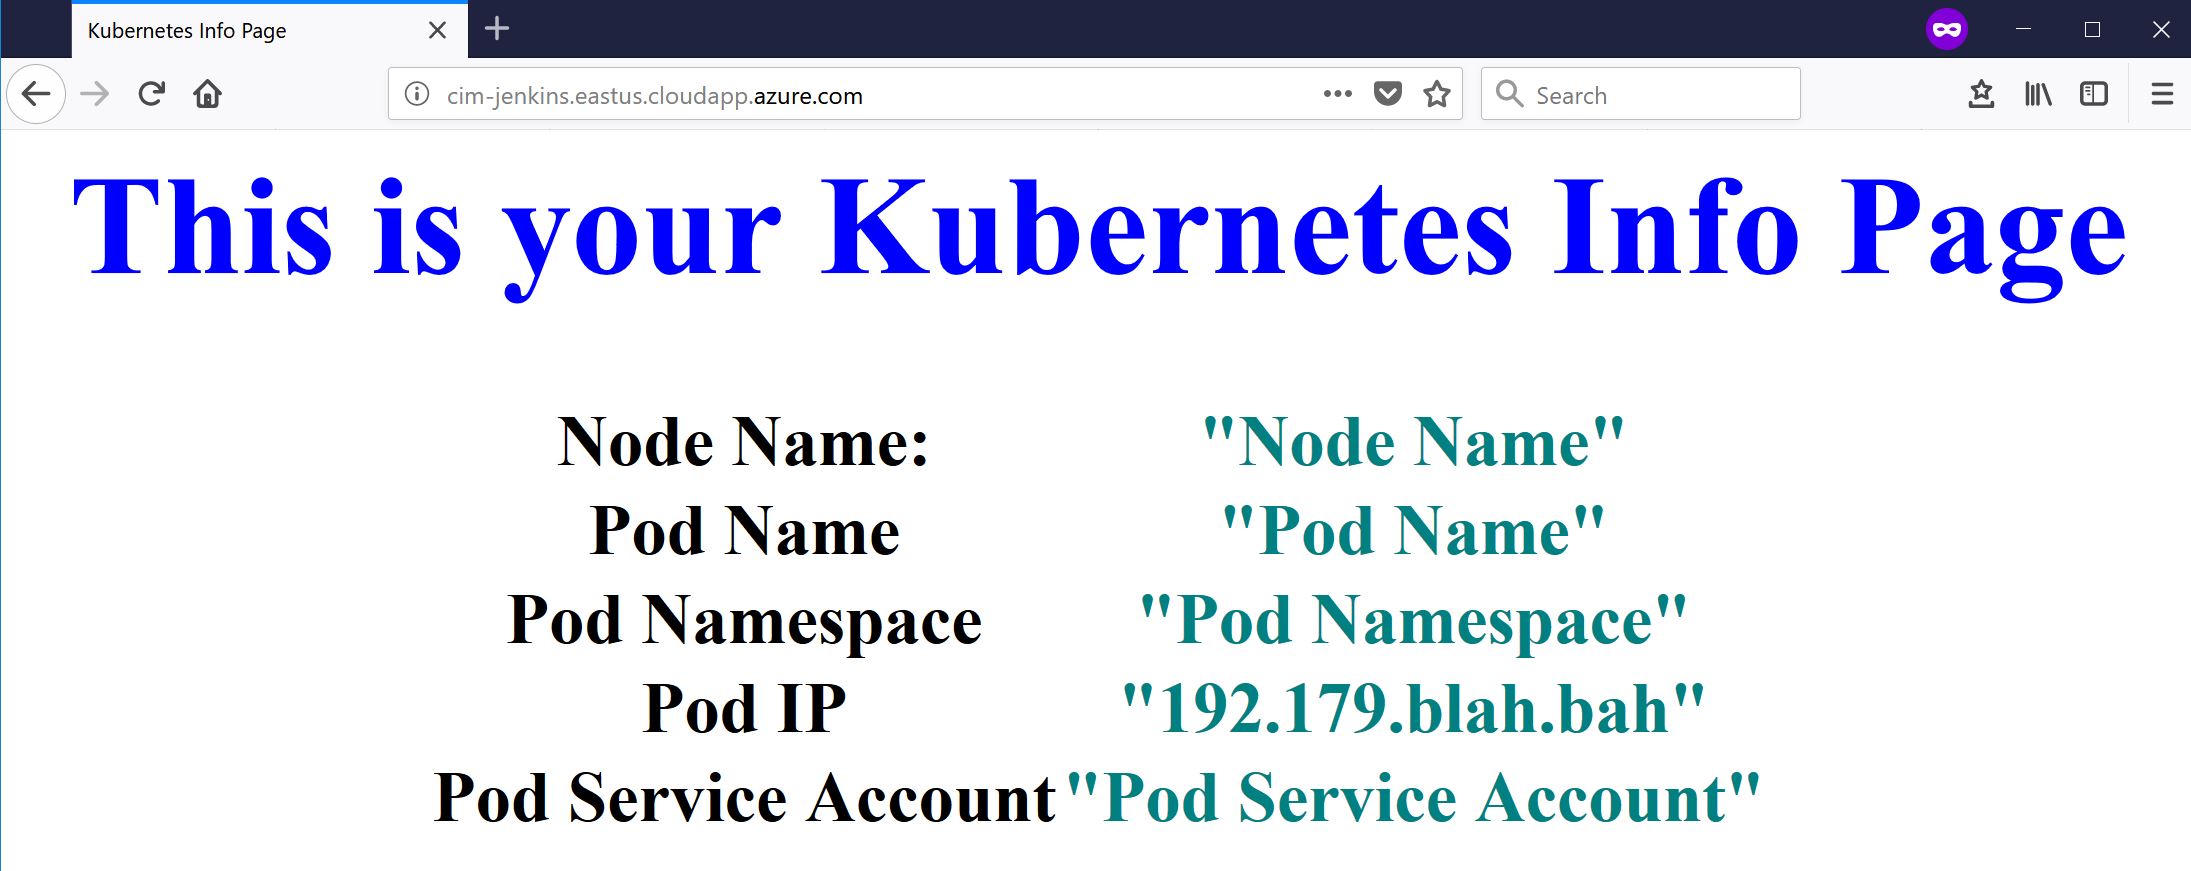 Kubernetes Info Page
cim-jenkins.eastus.cloudapp.azure.com
Search
This is your Kubernetes Info Page
Node Name: "Node Name"
Pod Name "Pod Name"
Pod Namespace "Pod Namespace"
Pod IP "192.179.blah.bah"
Pod Service Account "Pod Service Account"